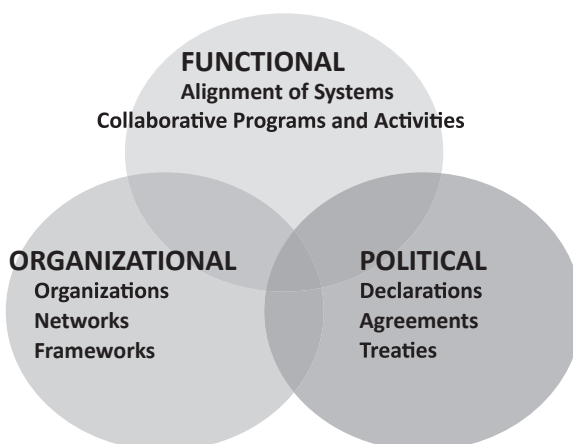 FUNCTIONAL
Alignment of Systems
Collaborative Programs and Activities
ORGANIZATIONAL
Organizations
Networks
Frameworks
POLITICAL
Declarations
Agreements
Treaties